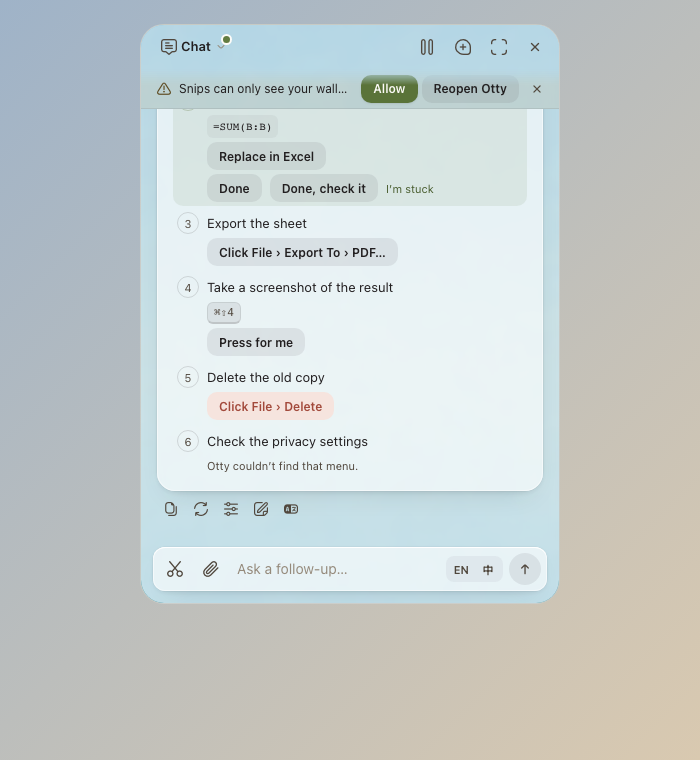 Chat
Snips can only see your wall...
Allow
Reopen Otty
=SUM(B:B)
Replace in Excel
Done
Done, check it
I'm stuck
3 Export the sheet
Click File › Export To › PDF...
4 Take a screenshot of the result
⌘⇧4
Press for me
5 Delete the old copy
Click File › Delete
6 Check the privacy settings
Otty couldn't find that menu.
Ask a follow-up...
EN 中